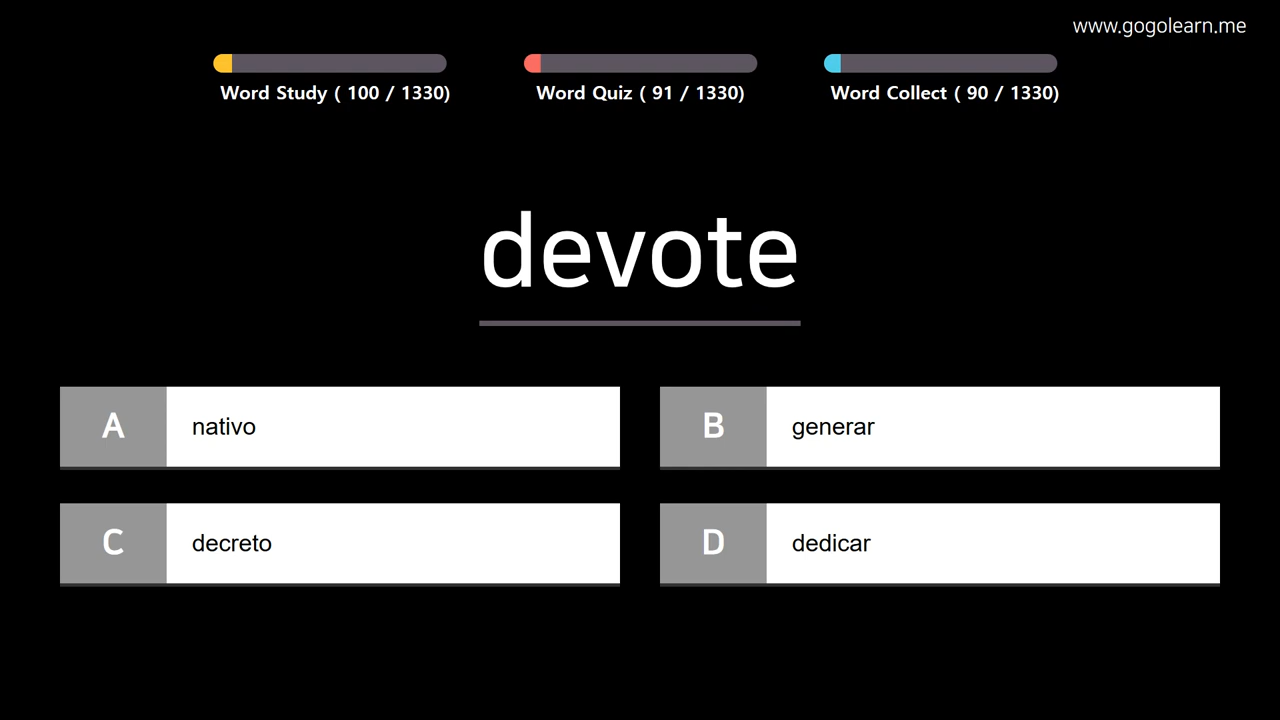 www.gogolearn.me
Word Study ( 100 / 1330)
Word Quiz ( 91 / 1330)
Word Collect ( 90 / 1330)
devote
A nativo
B generar
C decreto
D dedicar